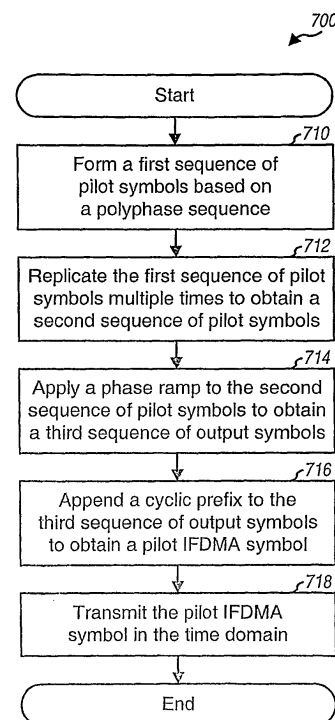 700
Start
710
Form a first sequence of
pilot symbols based on
a polyphase sequence
712
Replicate the first sequence of pilot
symbols multiple times to obtain a
second sequence of pilot symbols
714
Apply a phase ramp to the second
sequence of pilot symbols to obtain
a third sequence of output symbols
716
Append a cyclic prefix to the
third sequence of output symbols
to obtain a pilot IFDMA symbol
718
Transmit the pilot IFDMA
symbol in the time domain
End